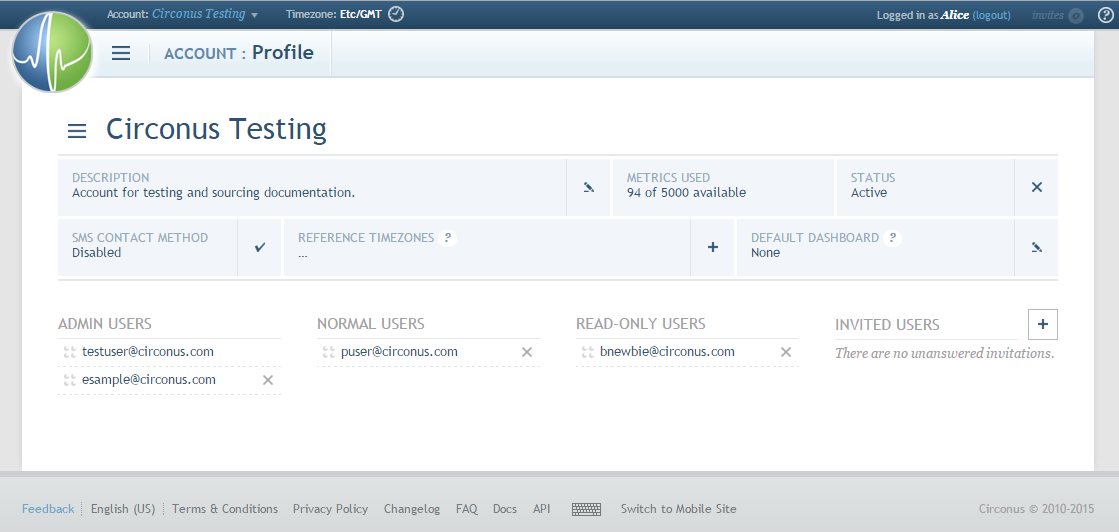 Account: Circonus Testing Timezone: Etc/GMT Logged in as Alice (logout) invites 0 ?
ACCOUNT : Profile
Circonus Testing
DESCRIPTION METRICS USED STATUS
Account for testing and sourcing documentation. 94 of 5000 available Active
SMS CONTACT METHOD REFERENCE TIMEZONES ? DEFAULT DASHBOARD ?
Disabled ... None
ADMIN USERS NORMAL USERS READ-ONLY USERS INVITED USERS
testuser@circonus.com puser@circonus.com bnewbie@circonus.com There are no unanswered invitations.
esample@circonus.com
Feedback English (US) Terms & Conditions Privacy Policy Changelog FAQ Docs API Switch to Mobile Site Circonus © 2010-2015